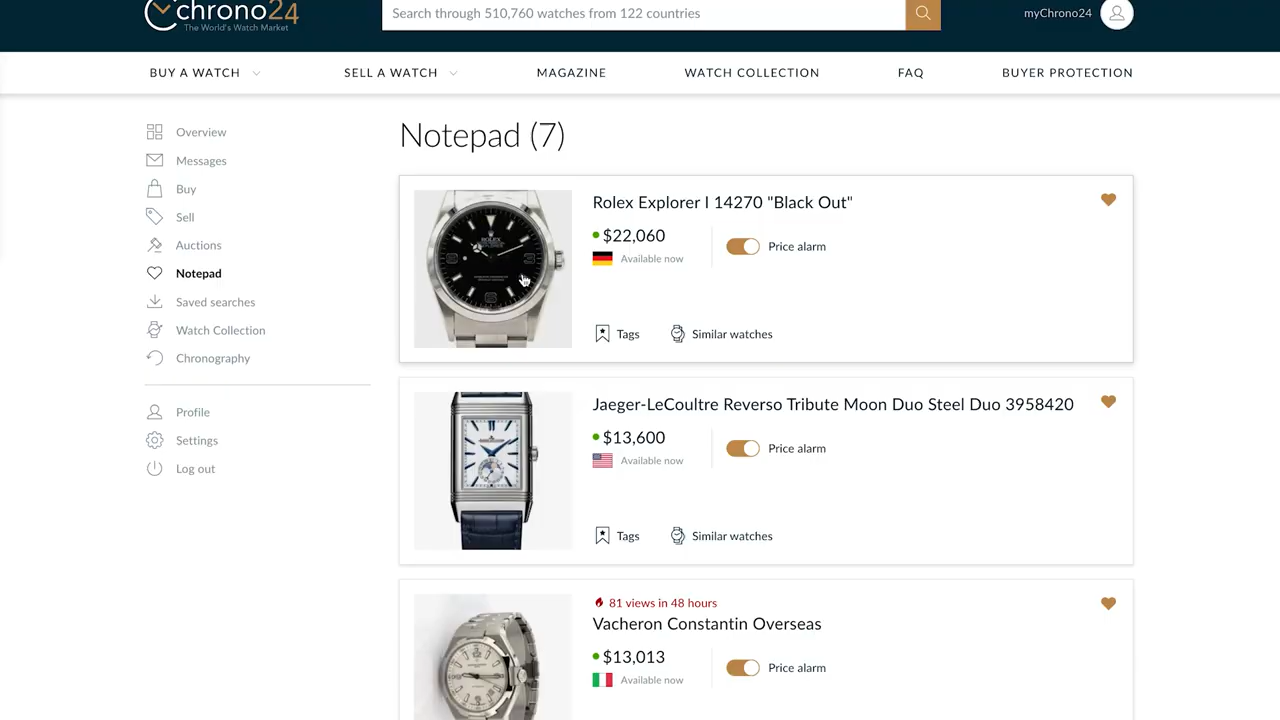 chrono24
The World's Watch Market
Search through 510,760 watches from 122 countries
myChrono24
BUY A WATCH
SELL A WATCH
MAGAZINE
WATCH COLLECTION
FAQ
BUYER PROTECTION
Overview
Messages
Buy
Sell
Auctions
Notepad
Saved searches
Watch Collection
Chronography
Profile
Settings
Log out
Notepad (7)
Rolex Explorer I 14270 "Black Out"
$22,060
Available now
Price alarm
Tags
Similar watches
ROLEX
Jaeger-LeCoultre Reverso Tribute Moon Duo Steel Duo 3958420
$13,600
Available now
Price alarm
Tags
Similar watches
81 views in 48 hours
Vacheron Constantin Overseas
$13,013
Available now
Price alarm